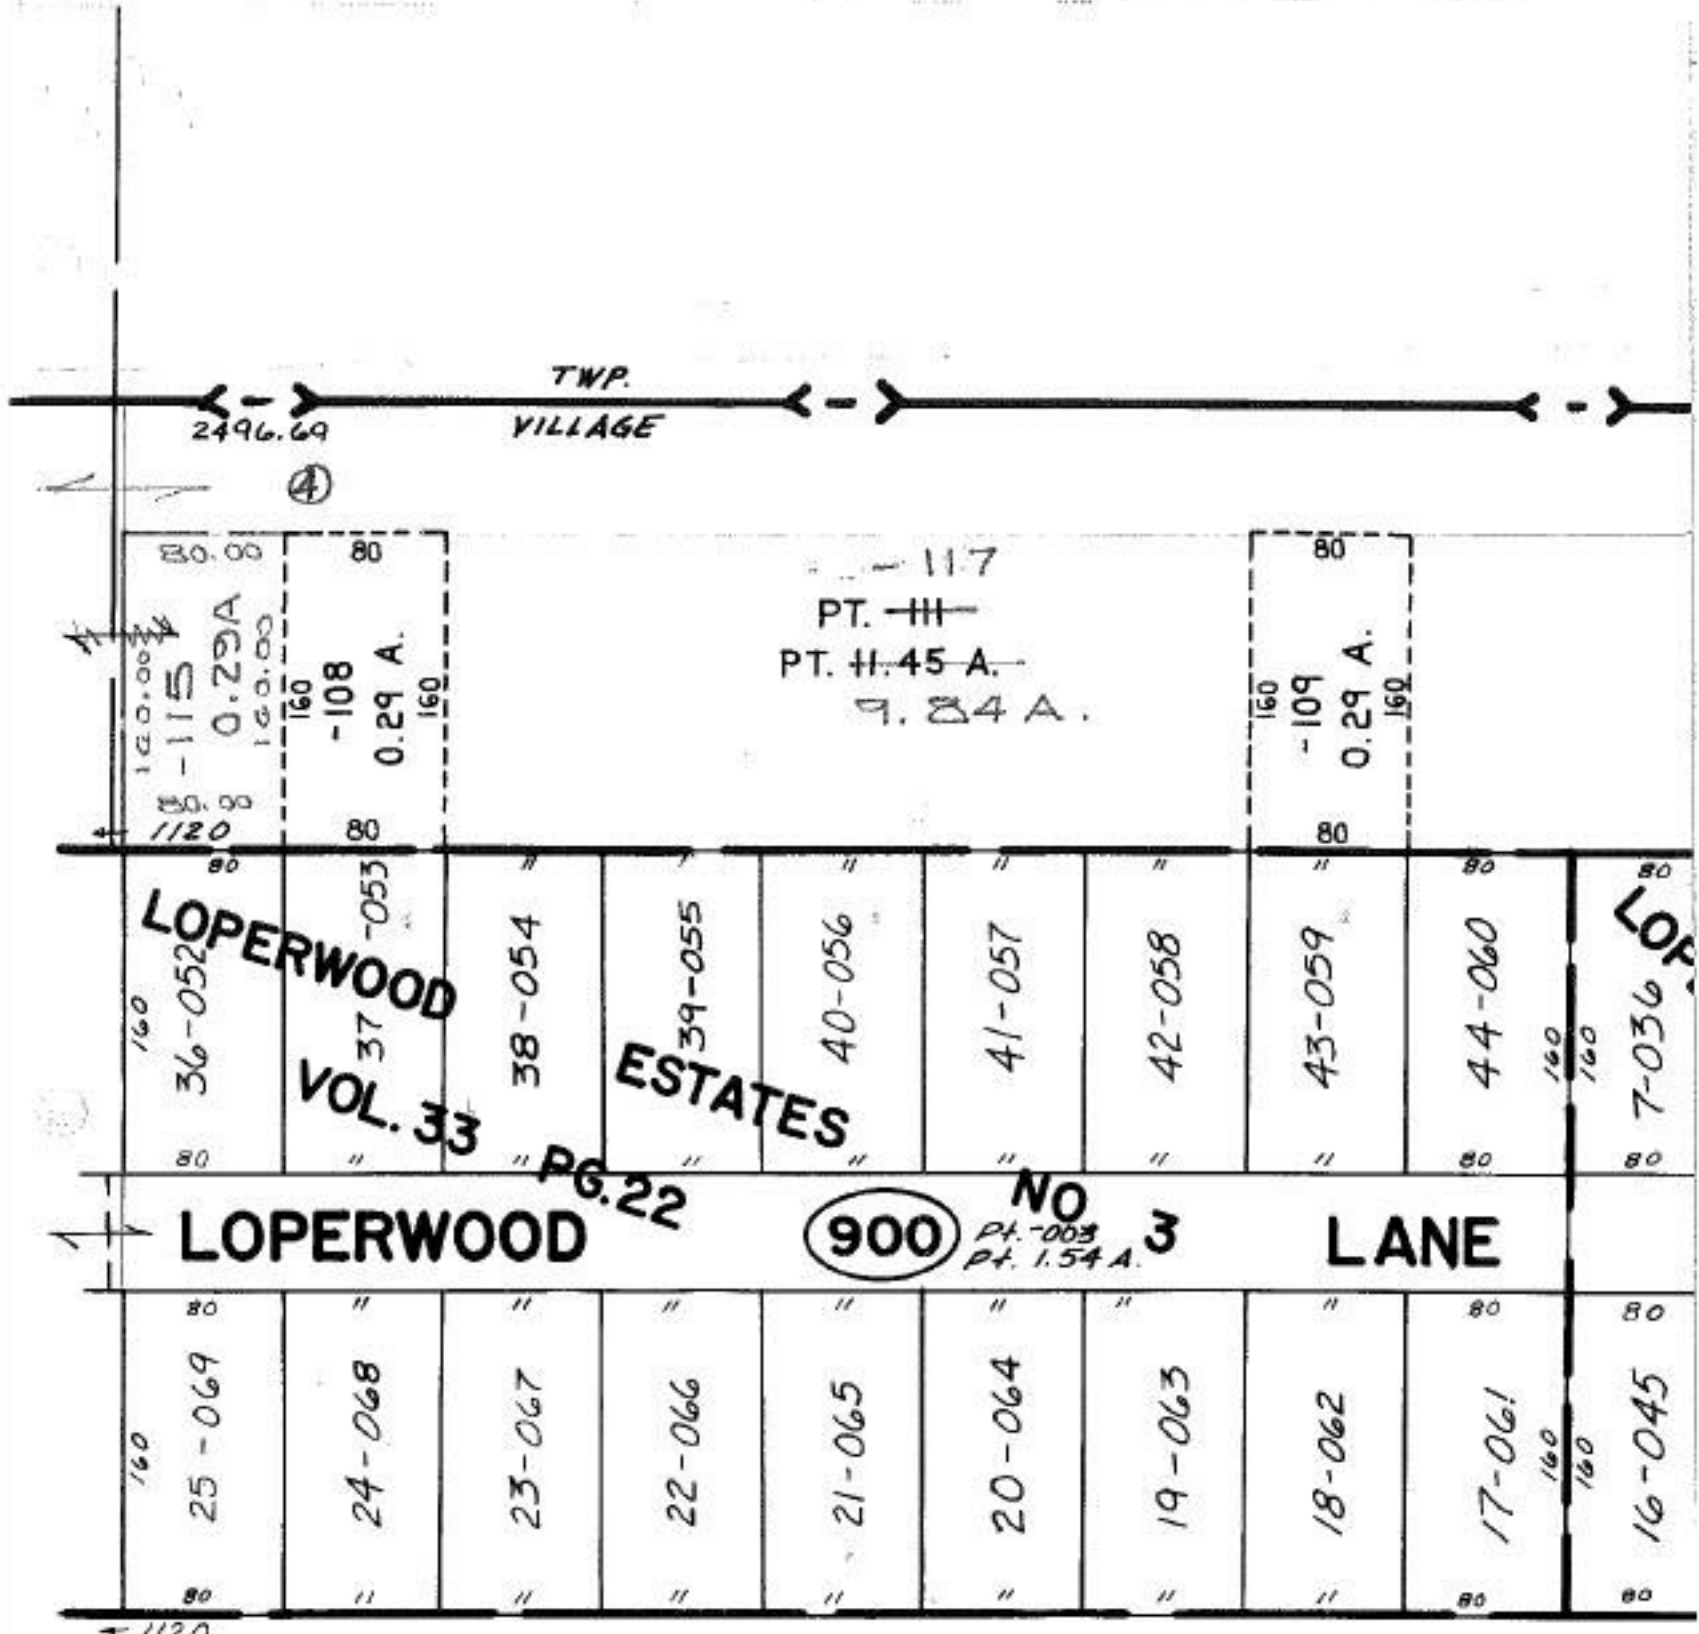 TWP.
VILLAGE
2496.69
4
80.00
160.00
-115
0.29A
160.00
80.00
1120
80
160
-108
0.29 A.
160
80
-117
PT. 111
PT. 11.45 A.
9.84 A.
80
160
-109
0.29 A.
160
80
80 " " " " " " 80 80
LOPERWOOD ESTATES NO 3
VOL. 33 PG. 22
LOP
160
36-052
37-053
38-054
39-055
40-056
41-057
42-058
43-059
44-060
160
160
7-036
80 " " " " " " " 80 80
LOPERWOOD LANE
900
Pt. -003
Pt. 1.54 A.
80 " " " " " " " 80 80
160
25-069
24-068
23-067
22-066
21-065
20-064
19-063
18-062
17-061
160
160
16-045
80 " " " " " " " 80 80
1120